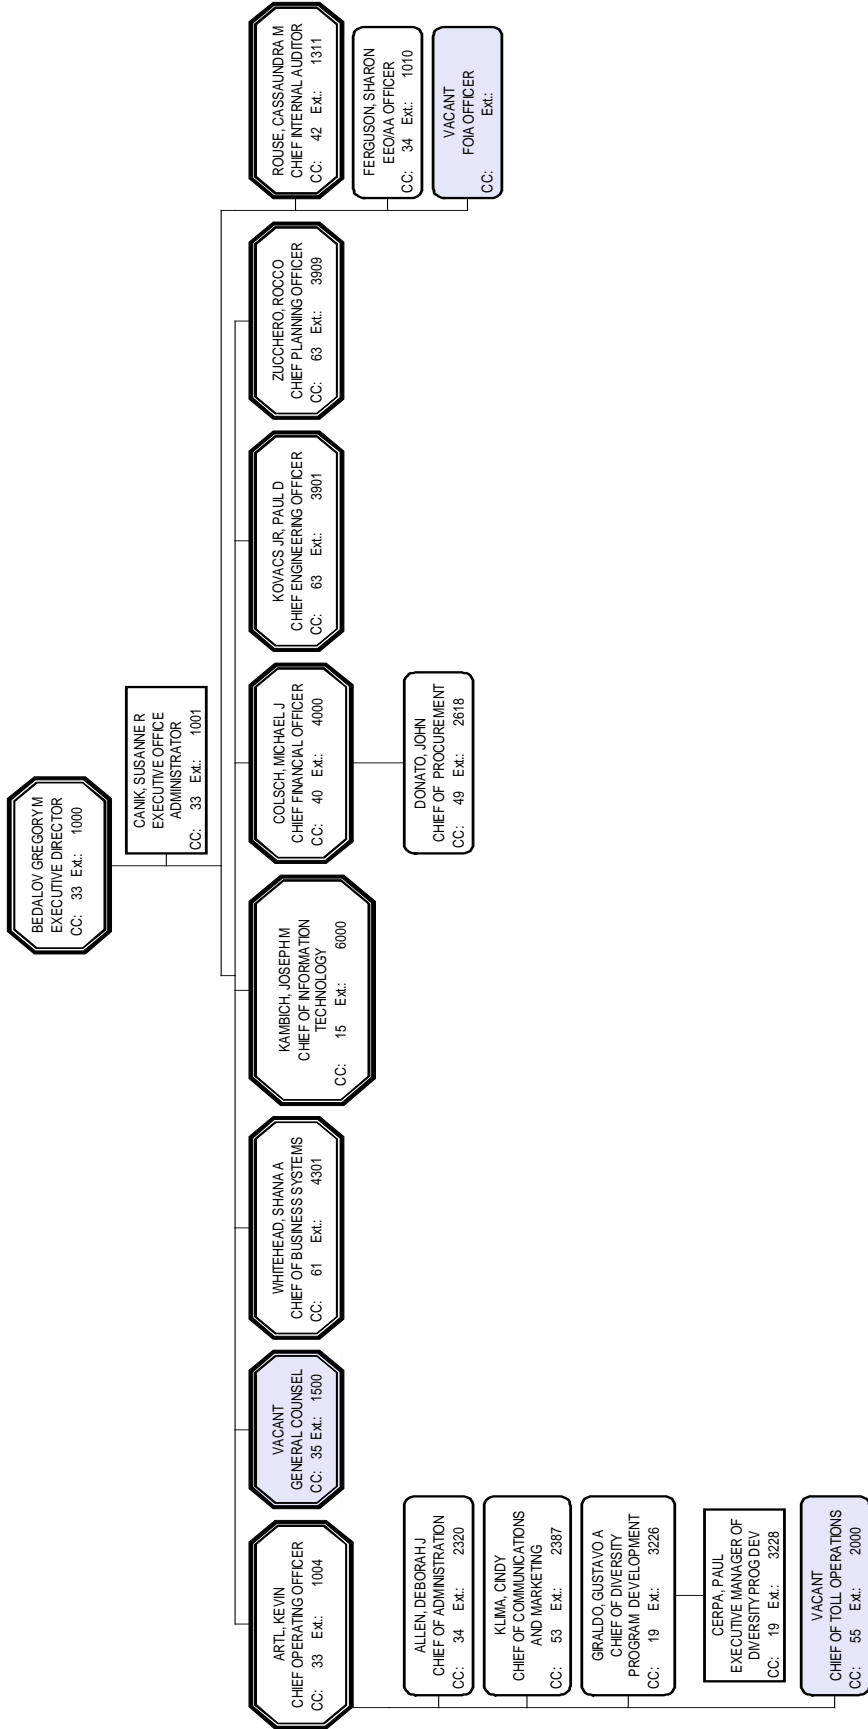 BEDALOV GREGORY M
EXECUTIVE DIRECTOR
CC: 33 Ext.: 1000
CANIK, SUSANNE R
EXECUTIVE OFFICE
ADMINISTRATOR
CC: 33 Ext.: 1001
ARTL, KEVIN
CHIEF OPERATING OFFICER
CC: 33 Ext.: 1004
VACANT
GENERAL COUNSEL
CC: 35 Ext.: 1500
WHITEHEAD, SHANA A
CHIEF OF BUSINESS SYSTEMS
CC: 61 Ext.: 4301
KAMBICH, JOSEPH M
CHIEF OF INFORMATION
TECHNOLOGY
CC: 15 Ext.: 6000
COLSCH, MICHAEL J
CHIEF FINANCIAL OFFICER
CC: 40 Ext.: 4000
KOVACS JR, PAUL D
CHIEF ENGINEERING OFFICER
CC: 63 Ext.: 3901
ZUCCHERO, ROCCO
CHIEF PLANNING OFFICER
CC: 63 Ext.: 3909
ROUSE, CASSAUNDRA M
CHIEF INTERNAL AUDITOR
CC: 42 Ext.: 1311
FERGUSON, SHARON
EEO/AA OFFICER
CC: 34 Ext.: 1010
VACANT
FOIA OFFICER
CC: Ext.:
ALLEN, DEBORAH J
CHIEF OF ADMINISTRATION
CC: 34 Ext.: 2320
KLIMA, CINDY
CHIEF OF COMMUNICATIONS
AND MARKETING
CC: 53 Ext.: 2387
GIRALDO, GUSTAVO A
CHIEF OF DIVERSITY
PROGRAM DEVELOPMENT
CC: 19 Ext.: 3226
CERPA, PAUL
EXECUTIVE MANAGER OF
DIVERSITY PROG DEV
CC: 19 Ext.: 3228
VACANT
CHIEF OF TOLL OPERATIONS
CC: 55 Ext.: 2000
DONATO, JOHN
CHIEF OF PROCUREMENT
CC: 49 Ext.: 2618